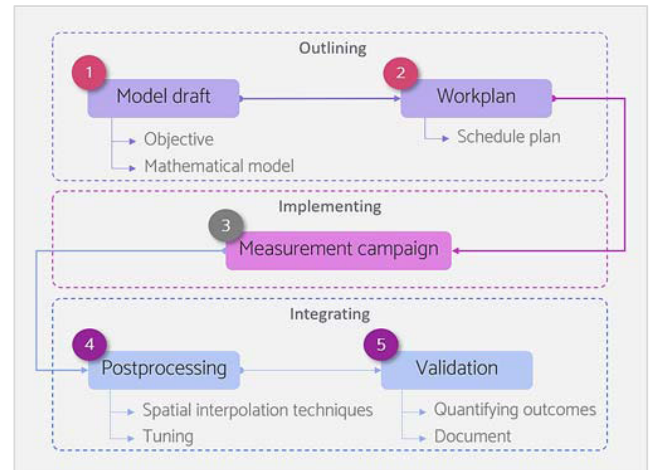 Outlining
1
Model draft
2
Workplan
Objective
Mathematical model
Schedule plan
Implementing
3
Measurement campaign
Integrating
4
Postprocessing
5
Validation
Spatial interpolation techniques
Tuning
Quantifying outcomes
Document